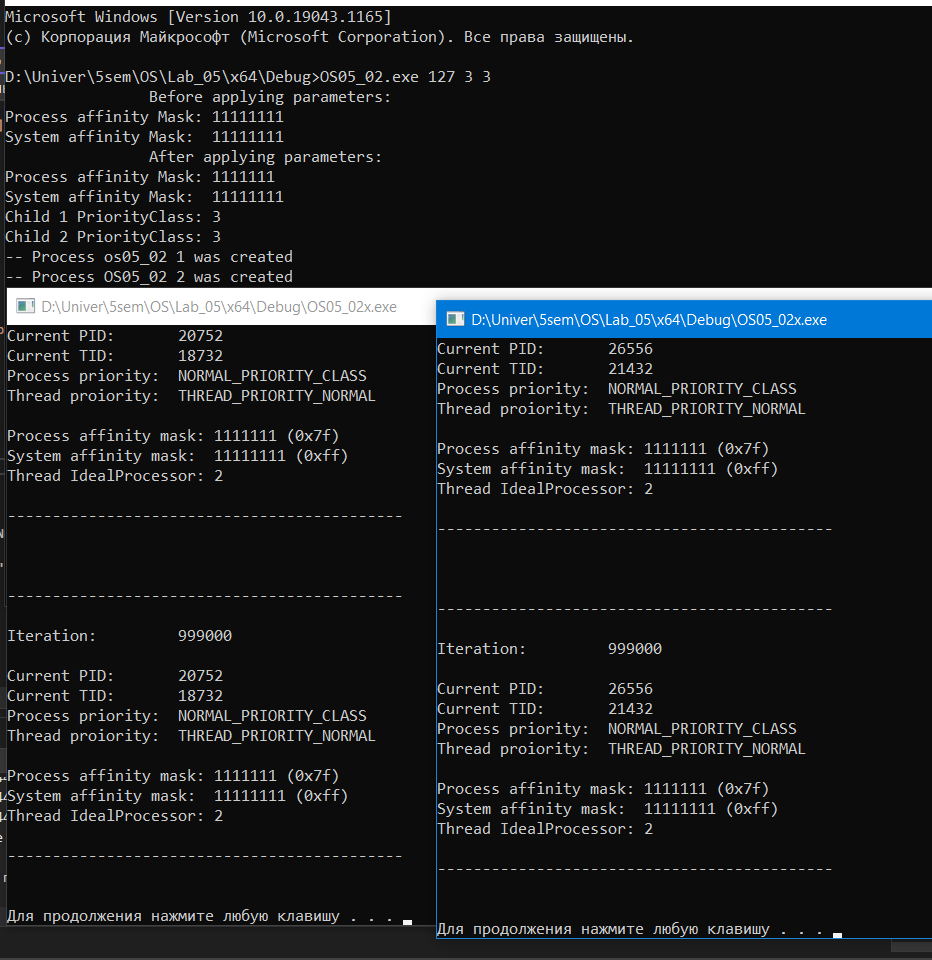 Microsoft Windows [Version 10.0.19043.1165]
(c) Корпорация Майкрософт (Microsoft Corporation). Все права защищены.
D:\Univer\5sem\OS\Lab_05\x64\Debug>OS05_02.exe 127 3 3
Before applying parameters:
Process affinity Mask: 11111111
System affinity Mask:  11111111
After applying parameters:
Process affinity Mask: 1111111
System affinity Mask:  11111111
Child 1 PriorityClass: 3
Child 2 PriorityClass: 3
-- Process os05_02 1 was created
-- Process OS05_02 2 was created
D:\Univer\5sem\OS\Lab_05\x64\Debug\OS05_02x.exe
Current PID:       20752
Current TID:       18732
Process priority:  NORMAL_PRIORITY_CLASS
Thread proiority:  THREAD_PRIORITY_NORMAL
Process affinity mask: 1111111 (0x7f)
System affinity mask:  11111111 (0xff)
Thread IdealProcessor: 2
--------------------------------------------
--------------------------------------------
Iteration:         999000
Current PID:       20752
Current TID:       18732
Process priority:  NORMAL_PRIORITY_CLASS
Thread proiority:  THREAD_PRIORITY_NORMAL
Process affinity mask: 1111111 (0x7f)
System affinity mask:  11111111 (0xff)
Thread IdealProcessor: 2
--------------------------------------------
Для продолжения нажмите любую клавишу . . .
D:\Univer\5sem\OS\Lab_05\x64\Debug\OS05_02x.exe
Current PID:       26556
Current TID:       21432
Process priority:  NORMAL_PRIORITY_CLASS
Thread proiority:  THREAD_PRIORITY_NORMAL
Process affinity mask: 1111111 (0x7f)
System affinity mask:  11111111 (0xff)
Thread IdealProcessor: 2
--------------------------------------------
--------------------------------------------
Iteration:         999000
Current PID:       26556
Current TID:       21432
Process priority:  NORMAL_PRIORITY_CLASS
Thread proiority:  THREAD_PRIORITY_NORMAL
Process affinity mask: 1111111 (0x7f)
System affinity mask:  11111111 (0xff)
Thread IdealProcessor: 2
--------------------------------------------
Для продолжения нажмите любую клавишу . . .